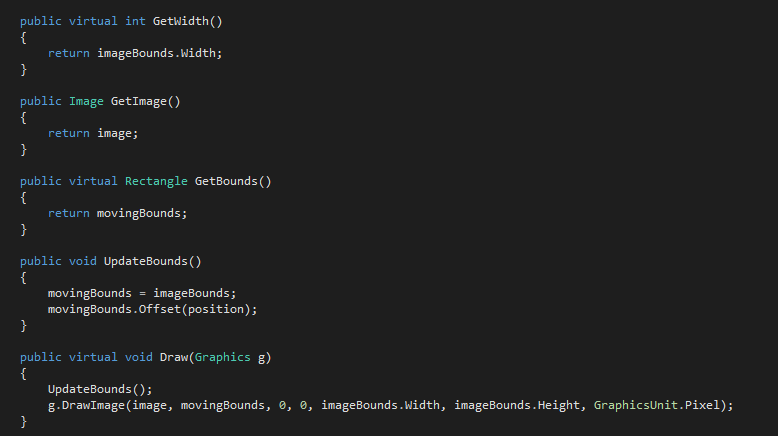 public virtual int GetWidth()
{
    return imageBounds.Width;
}
public Image GetImage()
{
    return image;
}
public virtual Rectangle GetBounds()
{
    return movingBounds;
}
public void UpdateBounds()
{
    movingBounds = imageBounds;
    movingBounds.Offset(position);
}
public virtual void Draw(Graphics g)
{
    UpdateBounds();
    g.DrawImage(image, movingBounds, 0, 0, imageBounds.Width, imageBounds.Height, GraphicsUnit.Pixel);
}